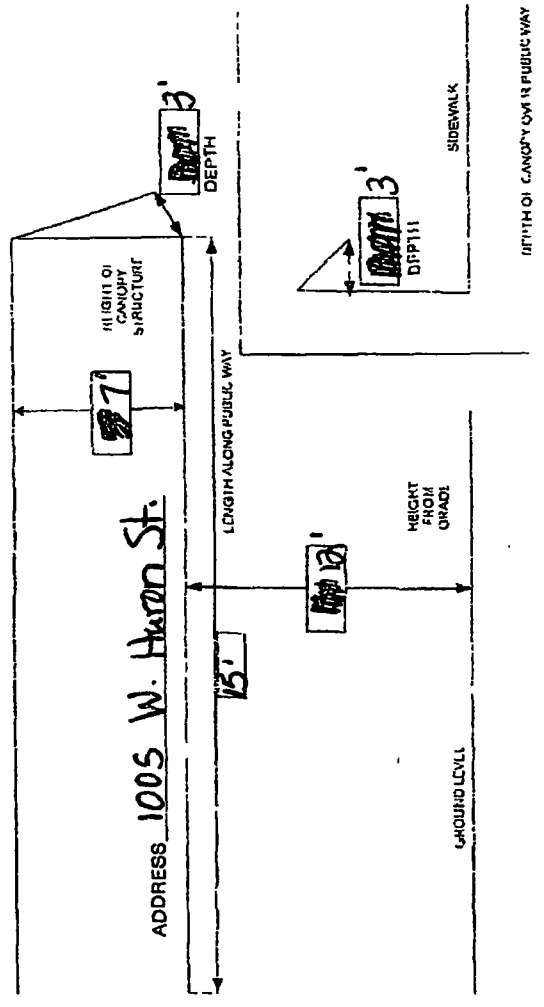 ADDRESS 1005 W. Huron St.
7'
HEIGHT OF
CANOPY
STRUCTURE
3'
DEPTH
15'
LENGTH ALONG PUBLIC WAY
12'
HEIGHT
FROM
GRADE
GROUND LEVEL
3'
DEPTH
SIDEWALK
DEPTH OF CANOPY OVER PUBLIC WAY